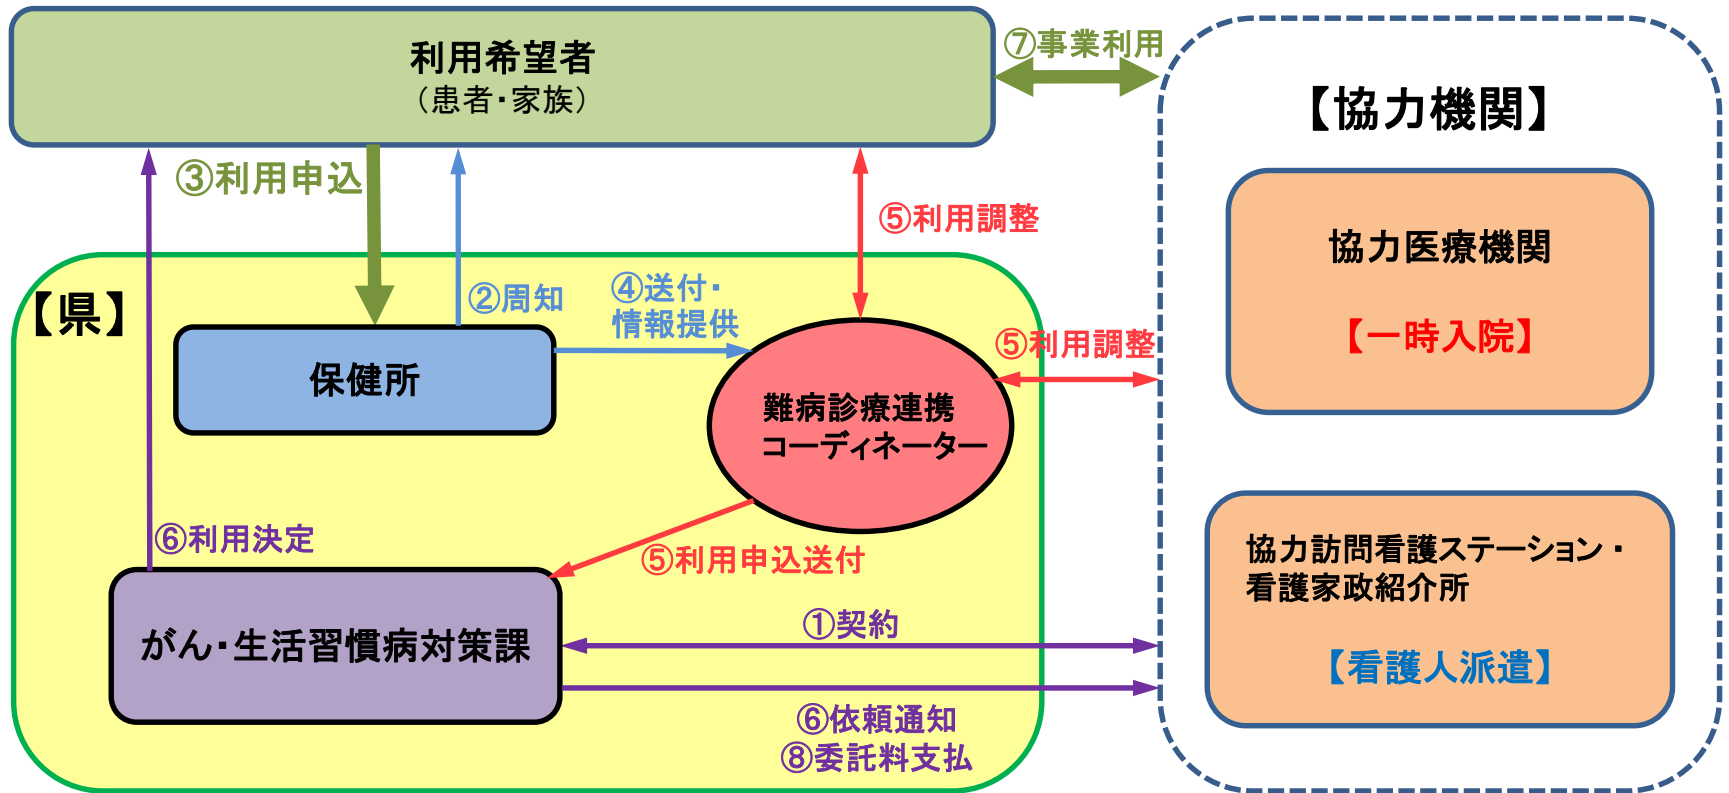 利用希望者
（患者・家族）
⑦事業利用
【協力機関】
③利用申込
⑤利用調整
協力医療機関
【一時入院】
【県】
②周知
④送付・
情報提供
⑤利用調整
保健所
難病診療連携
コーディネーター
⑥利用決定
⑤利用申込送付
協力訪問看護ステーション・
看護家政紹介所
【看護人派遣】
がん・生活習慣病対策課
①契約
⑥依頼通知
⑧委託料支払